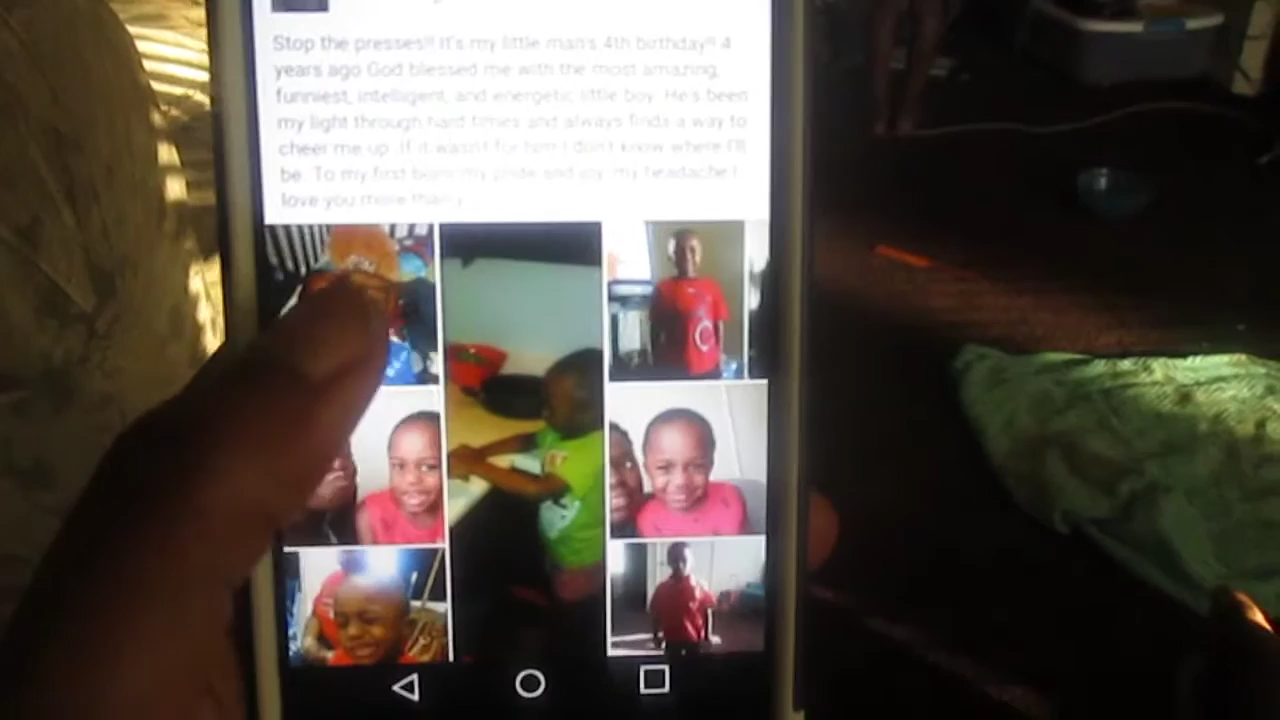 Stop the presses!! It's my little man's 4th birthday!! 4
years ago God blessed me with the most amazing,
funniest, intelligent, and energetic little boy. He's been
my light through hard times and always finds a way to
cheer me up. If it wasn't for him I don't know where I'll
be. To my first born my pride and joy my headache I
love you more than